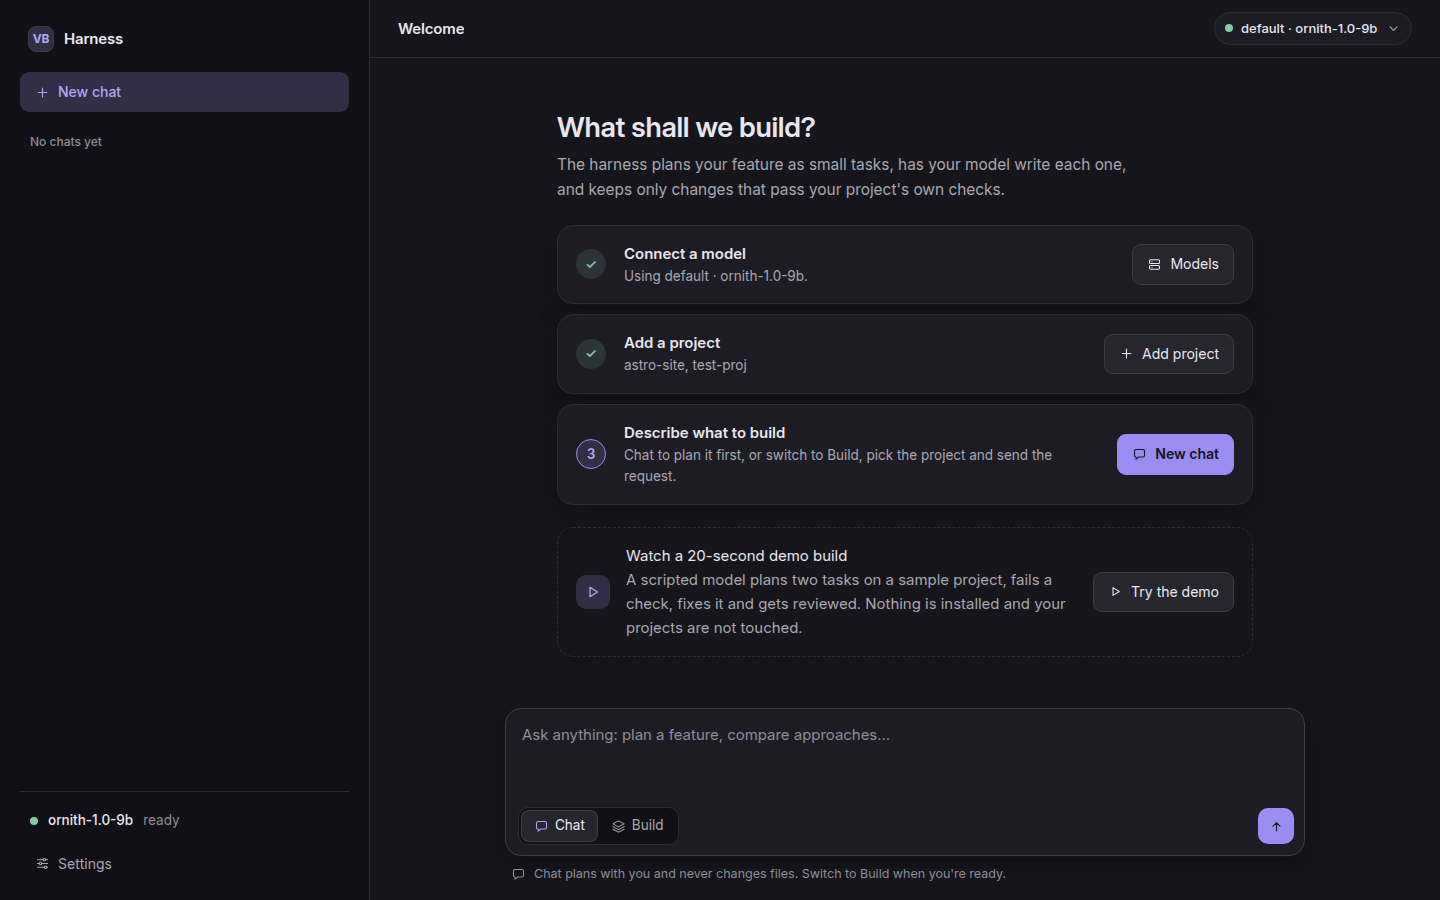 VB Harness
New chat
No chats yet
ornith-1.0-9b ready
Settings
Welcome
default · ornith-1.0-9b
What shall we build?
The harness plans your feature as small tasks, has your model write each one,
and keeps only changes that pass your project's own checks.
Connect a model
Using default · ornith-1.0-9b.
Models
Add a project
astro-site, test-proj
Add project
3
Describe what to build
Chat to plan it first, or switch to Build, pick the project and send the
request.
New chat
Watch a 20-second demo build
A scripted model plans two tasks on a sample project, fails a
check, fixes it and gets reviewed. Nothing is installed and your
projects are not touched.
Try the demo
Ask anything: plan a feature, compare approaches...
Chat
Build
Chat plans with you and never changes files. Switch to Build when you're ready.